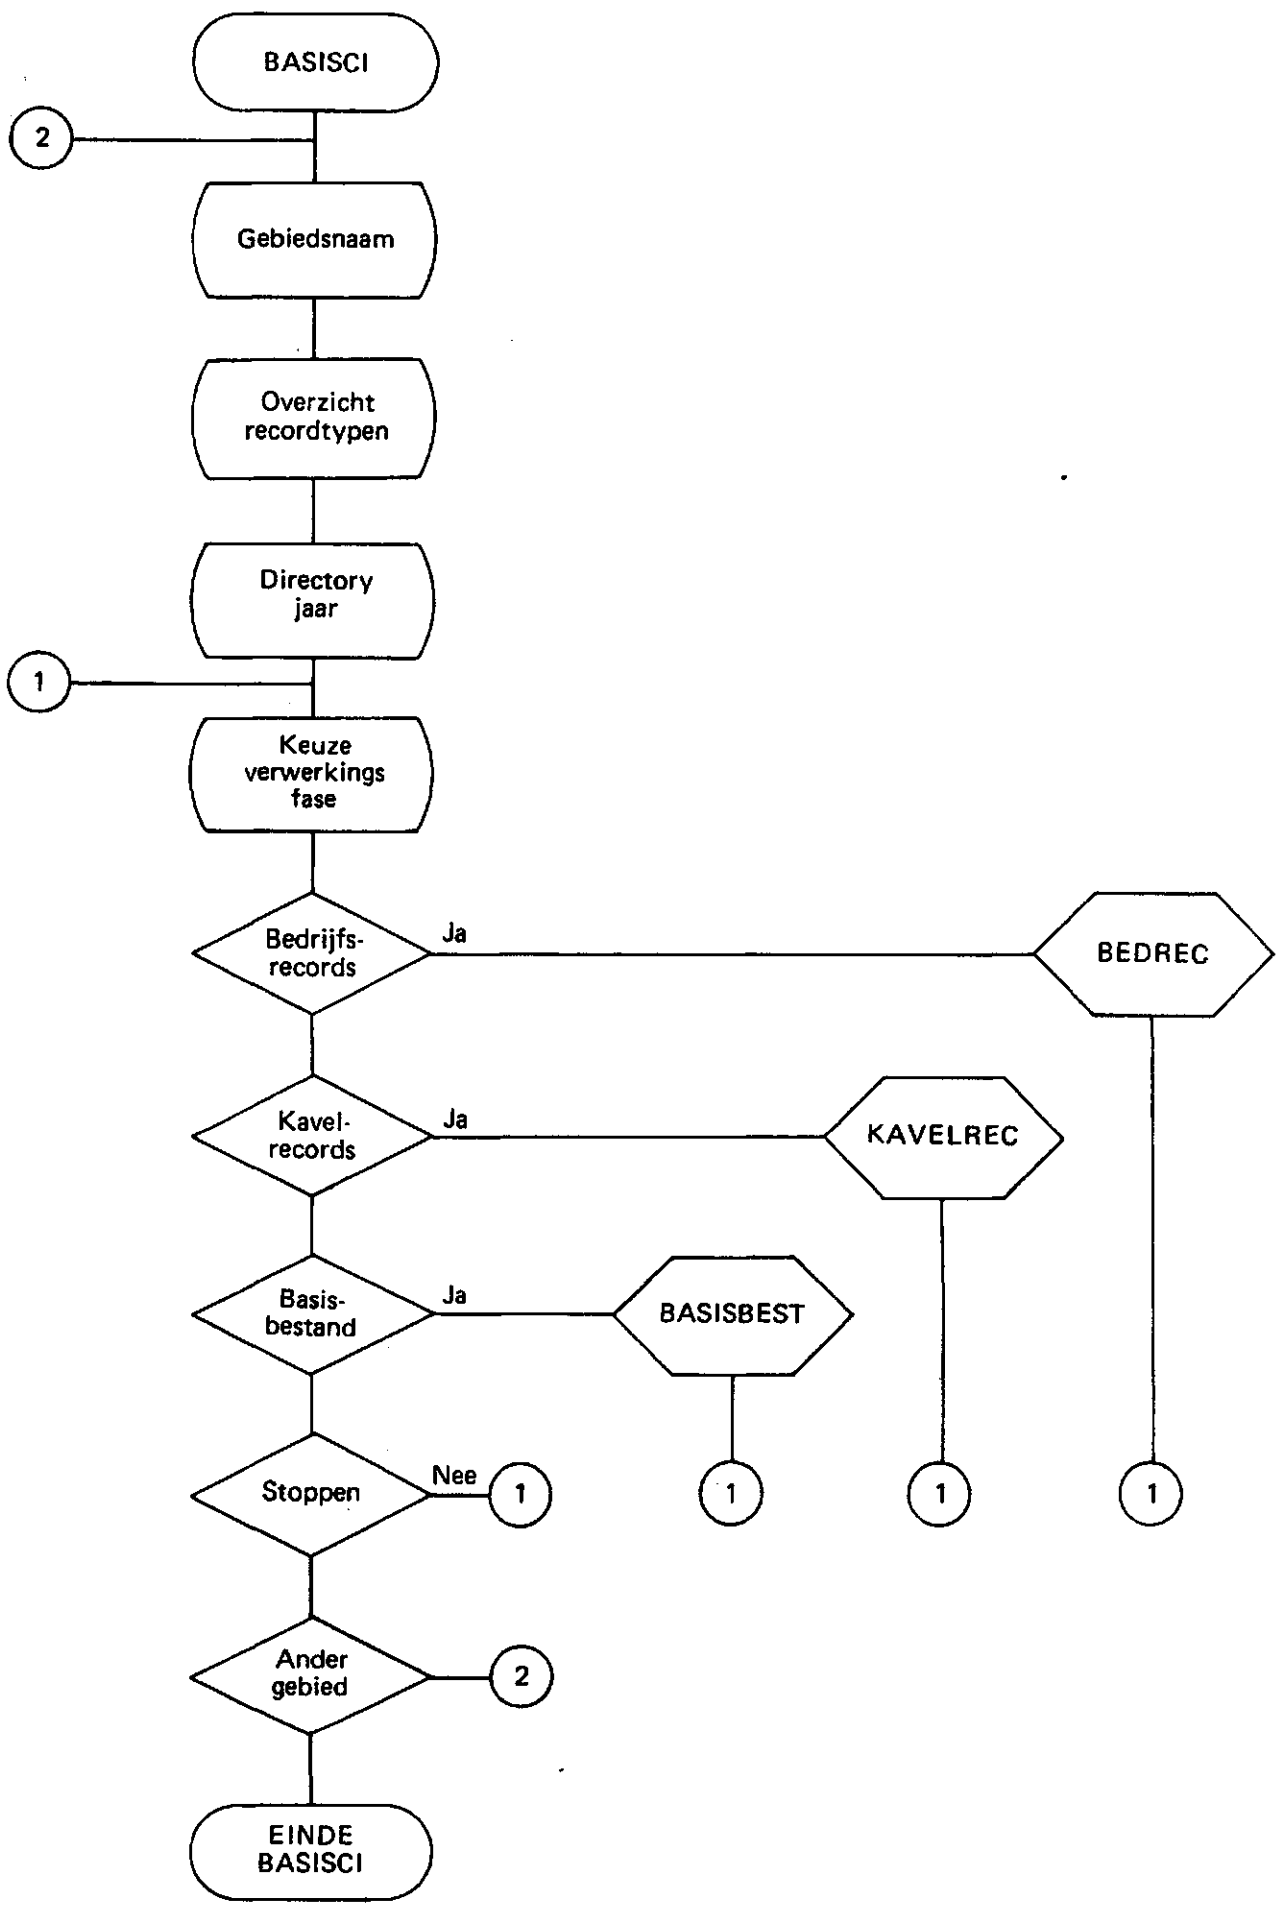 BASISCI
2
Gebiedsnaam
Overzicht
recordtypen
Directory
jaar
1
Keuze
verwerkings
fase
Bedrijfs-
records
Ja
BEDREC
Kavel-
records
Ja
KAVELREC
Basis-
bestand
Ja
BASISBEST
Stoppen
Nee
1
1
1
1
Ander
gebied
2
EINDE
BASISCI